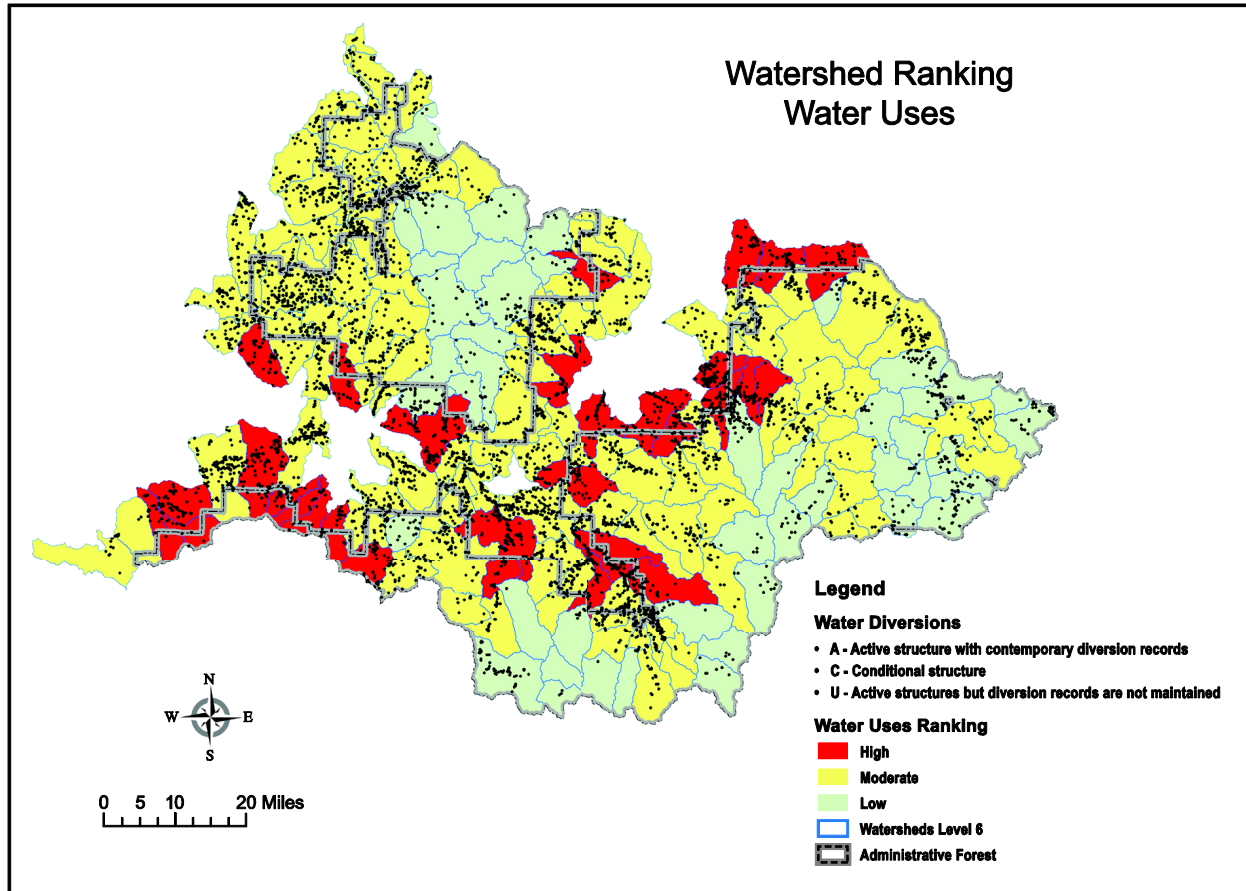 Watershed Ranking
Water Uses
Legend
Water Diversions
• A - Active structure with contemporary diversion records
• C - Conditional structure
• U - Active structures but diversion records are not maintained
Water Uses Ranking
High
Moderate
Low
Watersheds Level 6
Administrative Forest
N
W E
S
0 5 10 20 Miles